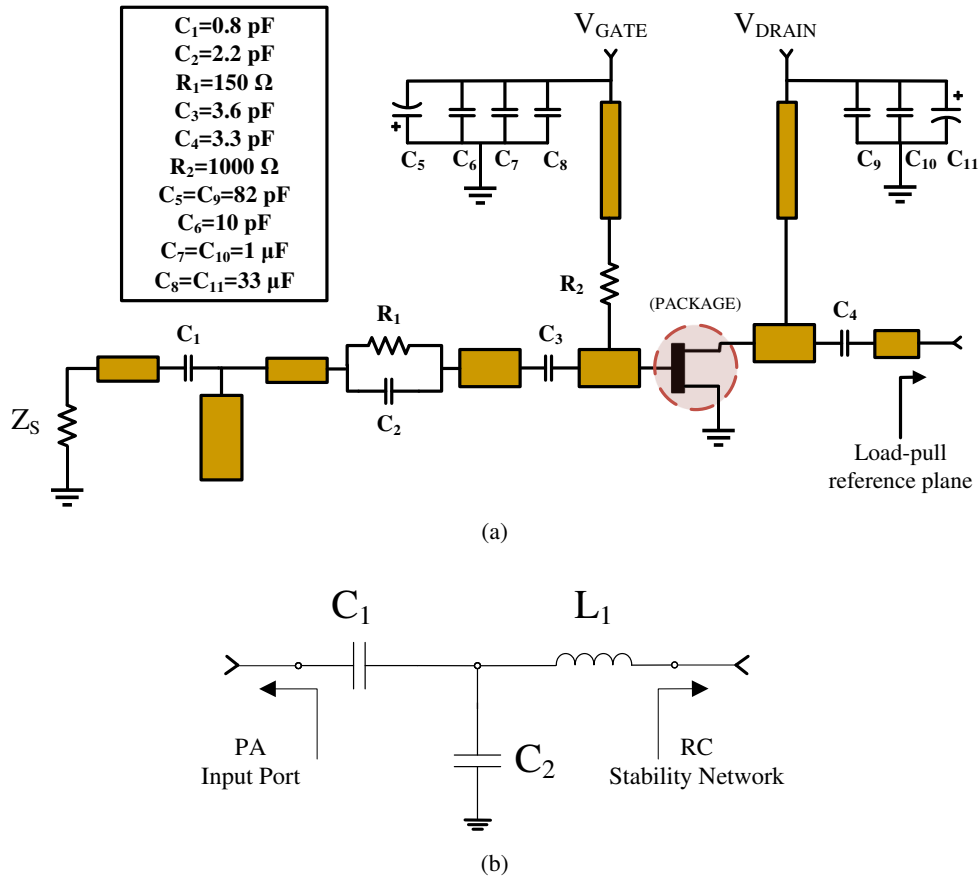 C1=0.8 pF
C2=2.2 pF
R1=150 Ω
C3=3.6 pF
C4=3.3 pF
R2=1000 Ω
C5=C9=82 pF
C6=10 pF
C7=C10=1 µF
C8=C11=33 µF
VGATE
VDRAIN
+
C5
C6
C7
C8
+
C9
C10
C11
R2
(PACKAGE)
C1
R1
C2
C3
C4
ZS
Load-pull
reference plane
(a)
C1
L1
C2
PA
Input Port
RC
Stability Network
(b)